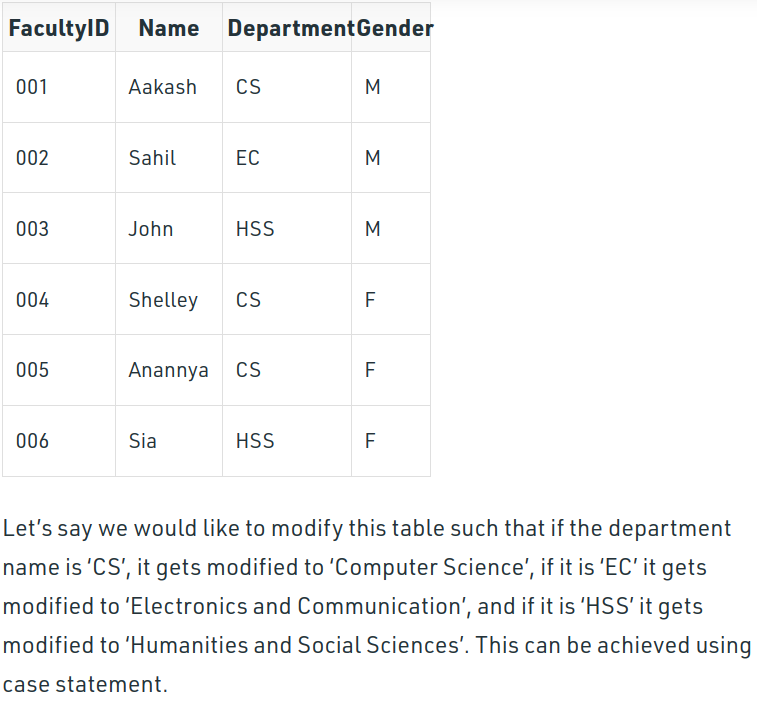 FacultyID Name Department Gender
001 Aakash CS M
002 Sahil EC M
003 John HSS M
004 Shelley CS F
005 Anannya CS F
006 Sia HSS F
Let’s say we would like to modify this table such that if the department
name is ‘CS’, it gets modified to ‘Computer Science’, if it is ‘EC’ it gets
modified to ‘Electronics and Communication’, and if it is ‘HSS’ it gets
modified to ‘Humanities and Social Sciences’. This can be achieved using
case statement.